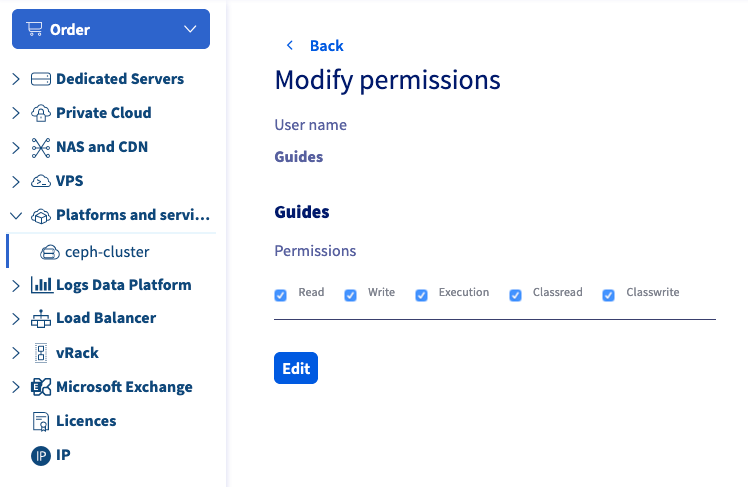 Order
Dedicated Servers
Private Cloud
NAS and CDN
VPS
Platforms and servi...
ceph-cluster
Logs Data Platform
Load Balancer
vRack
Microsoft Exchange
Licences
IP IP
Back
Modify permissions
User name
Guides
Guides
Permissions
Read Write Execution Classread Classwrite
Edit